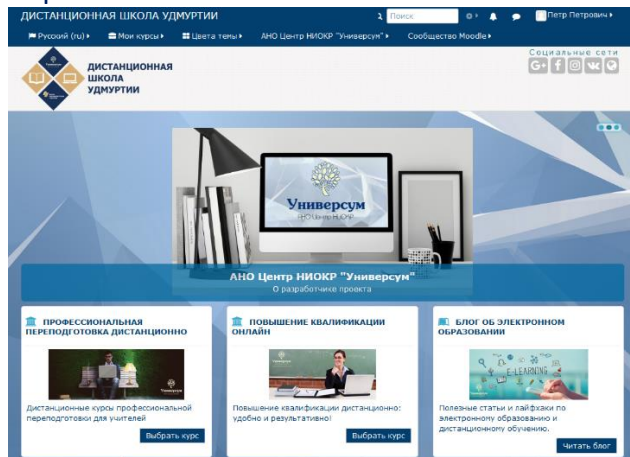 ДИСТАНЦИОННАЯ ШКОЛА УДМУРТИИ
Поиск
Петр Петрович
Русский (ru)
Мои курсы
Цвета темы
АНО Центр НИОКР "Универсум"
Сообщество Moodle
ДИСТАНЦИОННАЯ
ШКОЛА
УДМУРТИИ
Социальные сети
Универсум
АНО Центр НИОКР
АНО Центр НИОКР "Универсум"
О разработчике проекта
ПРОФЕССИОНАЛЬНАЯ
ПЕРЕПОДГОТОВКА ДИСТАНЦИОННО
Дистанционные курсы профессиональной
переподготовки для учителей
Выбрать курс
ПОВЫШЕНИЕ КВАЛИФИКАЦИИ
ОНЛАЙН
Повышение квалификации дистанционно:
удобно и результативно!
Выбрать курс
БЛОГ ОБ ЭЛЕКТРОННОМ
ОБРАЗОВАНИИ
E-LEARNING
Полезные статьи и лайфхаки по
электронному образованию и
дистанционному обучению.
Читать блог